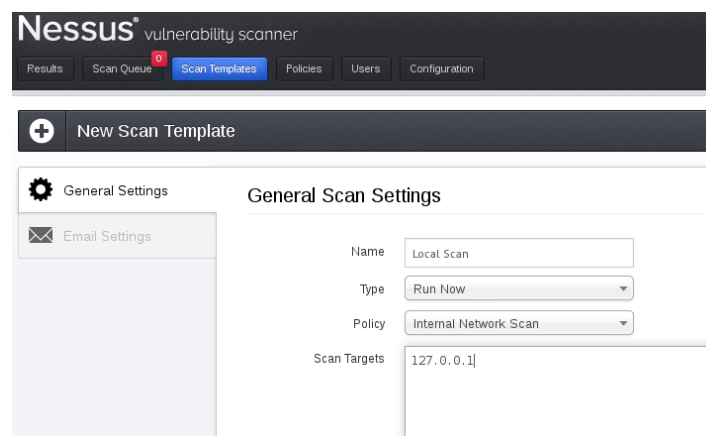 Nessus® vulnerability scanner
Results Scan Queue 0 Scan Templates Policies Users Configuration
New Scan Template
General Settings
Email Settings
General Scan Settings
Name Local Scan
Type Run Now
Policy Internal Network Scan
Scan Targets 127.0.0.1